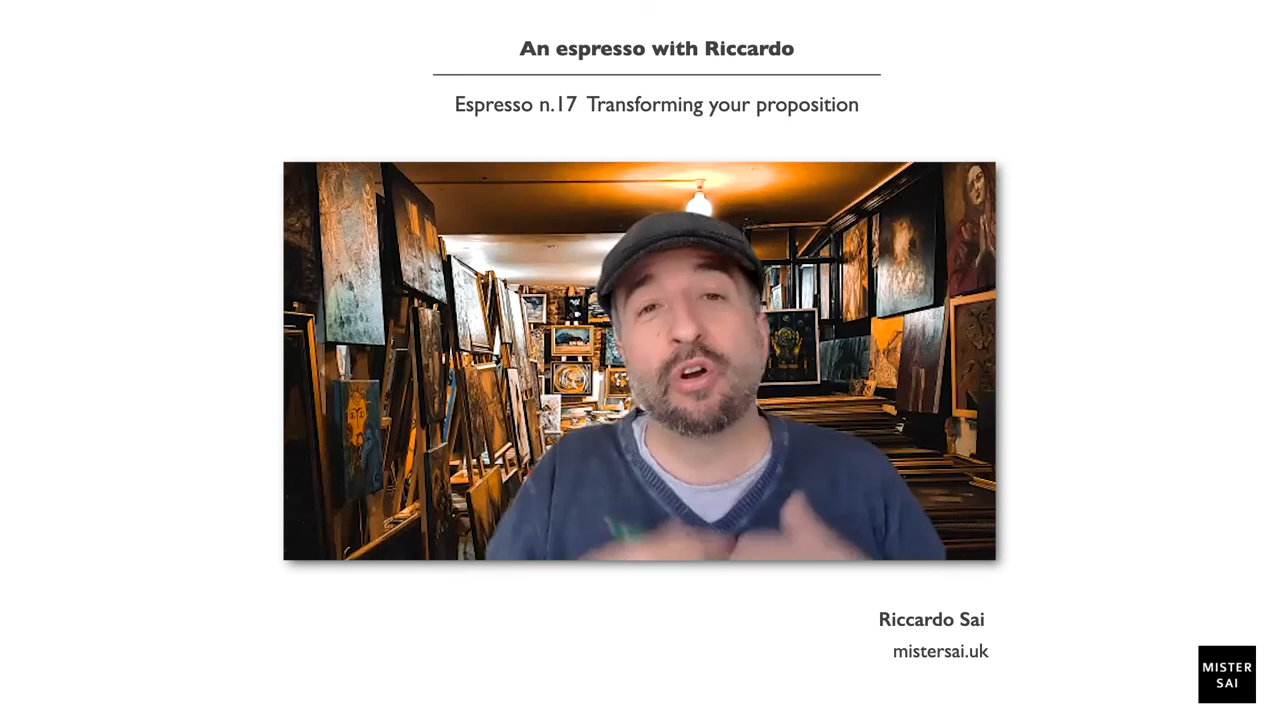 An espresso with Riccardo
Espresso n.17 Transforming your proposition
Riccardo Sai
mistersai.uk
MISTER
SAI